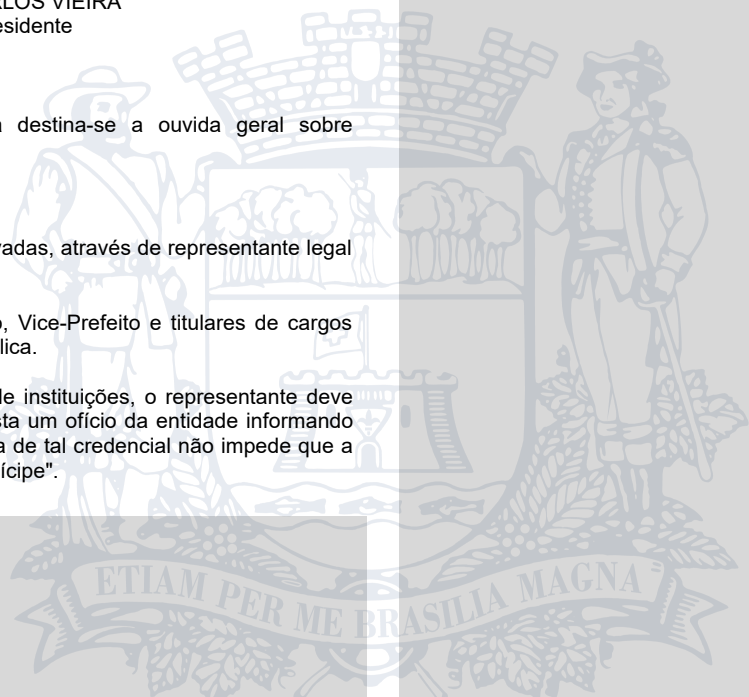 LOS VIEIRA
esidente
destina-se a ouvida geral sobre
adas, através de representante legal
, Vice-Prefeito e titulares de cargos
lica.
e instituições, o representante deve
sta um ofício da entidade informando
a de tal credencial não impede que a
ícipe".
ETIAM PER ME BRASILIA MAGNA